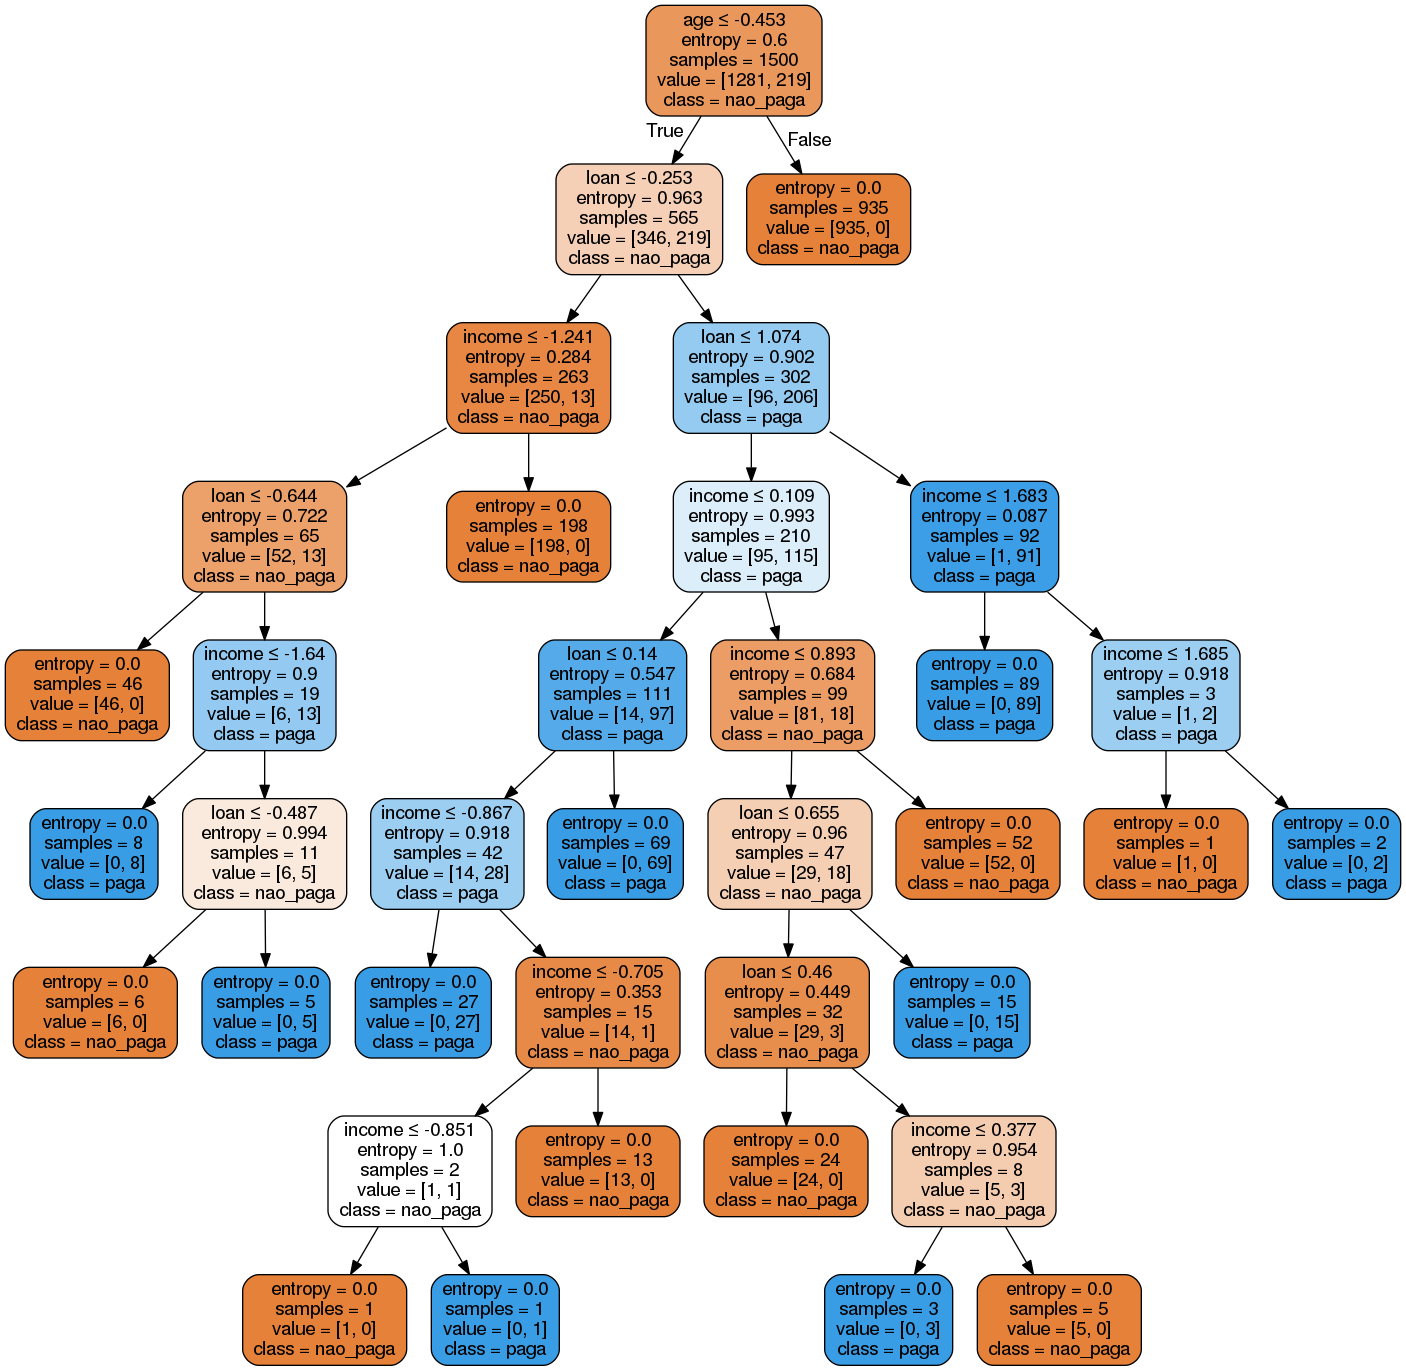 age ≤ -0.453
entropy = 0.6
samples = 1500
value = [1281, 219]
class = nao_paga
True
False
loan ≤ -0.253
entropy = 0.963
samples = 565
value = [346, 219]
class = nao_paga
entropy = 0.0
samples = 935
value = [935, 0]
class = nao_paga
income ≤ -1.241
entropy = 0.284
samples = 263
value = [250, 13]
class = nao_paga
loan ≤ 1.074
entropy = 0.902
samples = 302
value = [96, 206]
class = paga
loan ≤ -0.644
entropy = 0.722
samples = 65
value = [52, 13]
class = nao_paga
entropy = 0.0
samples = 198
value = [198, 0]
class = nao_paga
income ≤ 0.109
entropy = 0.993
samples = 210
value = [95, 115]
class = paga
income ≤ 1.683
entropy = 0.087
samples = 92
value = [1, 91]
class = paga
entropy = 0.0
samples = 46
value = [46, 0]
class = nao_paga
income ≤ -1.64
entropy = 0.9
samples = 19
value = [6, 13]
class = paga
loan ≤ 0.14
entropy = 0.547
samples = 111
value = [14, 97]
class = paga
income ≤ 0.893
entropy = 0.684
samples = 99
value = [81, 18]
class = nao_paga
entropy = 0.0
samples = 89
value = [0, 89]
class = paga
income ≤ 1.685
entropy = 0.918
samples = 3
value = [1, 2]
class = paga
entropy = 0.0
samples = 8
value = [0, 8]
class = paga
loan ≤ -0.487
entropy = 0.994
samples = 11
value = [6, 5]
class = nao_paga
income ≤ -0.867
entropy = 0.918
samples = 42
value = [14, 28]
class = paga
entropy = 0.0
samples = 69
value = [0, 69]
class = paga
loan ≤ 0.655
entropy = 0.96
samples = 47
value = [29, 18]
class = nao_paga
entropy = 0.0
samples = 52
value = [52, 0]
class = nao_paga
entropy = 0.0
samples = 1
value = [1, 0]
class = nao_paga
entropy = 0.0
samples = 2
value = [0, 2]
class = paga
entropy = 0.0
samples = 6
value = [6, 0]
class = nao_paga
entropy = 0.0
samples = 5
value = [0, 5]
class = paga
entropy = 0.0
samples = 27
value = [0, 27]
class = paga
income ≤ -0.705
entropy = 0.353
samples = 15
value = [14, 1]
class = nao_paga
loan ≤ 0.46
entropy = 0.449
samples = 32
value = [29, 3]
class = nao_paga
entropy = 0.0
samples = 15
value = [0, 15]
class = paga
income ≤ -0.851
entropy = 1.0
samples = 2
value = [1, 1]
class = nao_paga
entropy = 0.0
samples = 13
value = [13, 0]
class = nao_paga
entropy = 0.0
samples = 24
value = [24, 0]
class = nao_paga
income ≤ 0.377
entropy = 0.954
samples = 8
value = [5, 3]
class = nao_paga
entropy = 0.0
samples = 1
value = [1, 0]
class = nao_paga
entropy = 0.0
samples = 1
value = [0, 1]
class = paga
entropy = 0.0
samples = 3
value = [0, 3]
class = paga
entropy = 0.0
samples = 5
value = [5, 0]
class = nao_paga